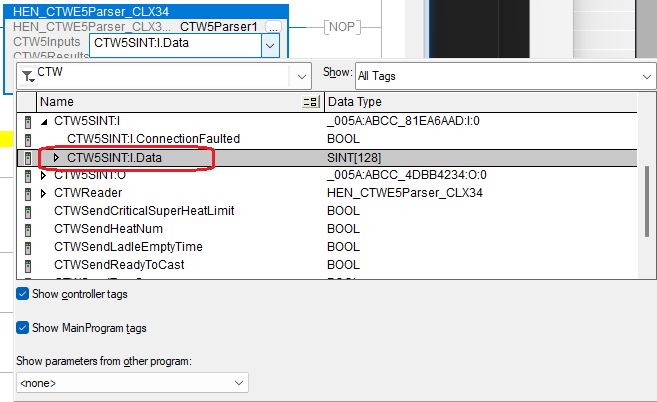 HEN_CTWE5Parser_CLX34
HEN_CTWE5Parser_CLX3... CTW5Parser1 ...
NOP
CTW5Inputs CTW5SINT:I.Data
CTW5Results
CTW Show: All Tags
Name Data Type
CTW5SINT:I _005A:ABCC_81EA6AAD:I:0
CTW5SINT:I.ConnectionFaulted BOOL
CTW5SINT:I.Data SINT[128]
CTW5SINT:O _005A:ABCC_4DBB4234:O:0
CTWReader HEN_CTWE5Parser_CLX34
CTWSendCriticalSuperHeatLimit BOOL
CTWSendHeatNum BOOL
CTWSendLadleEmptyTime BOOL
CTWSendReadyToCast BOOL
BOOL
Show controller tags
Show MainProgram tags
Show parameters from other program:
<none>